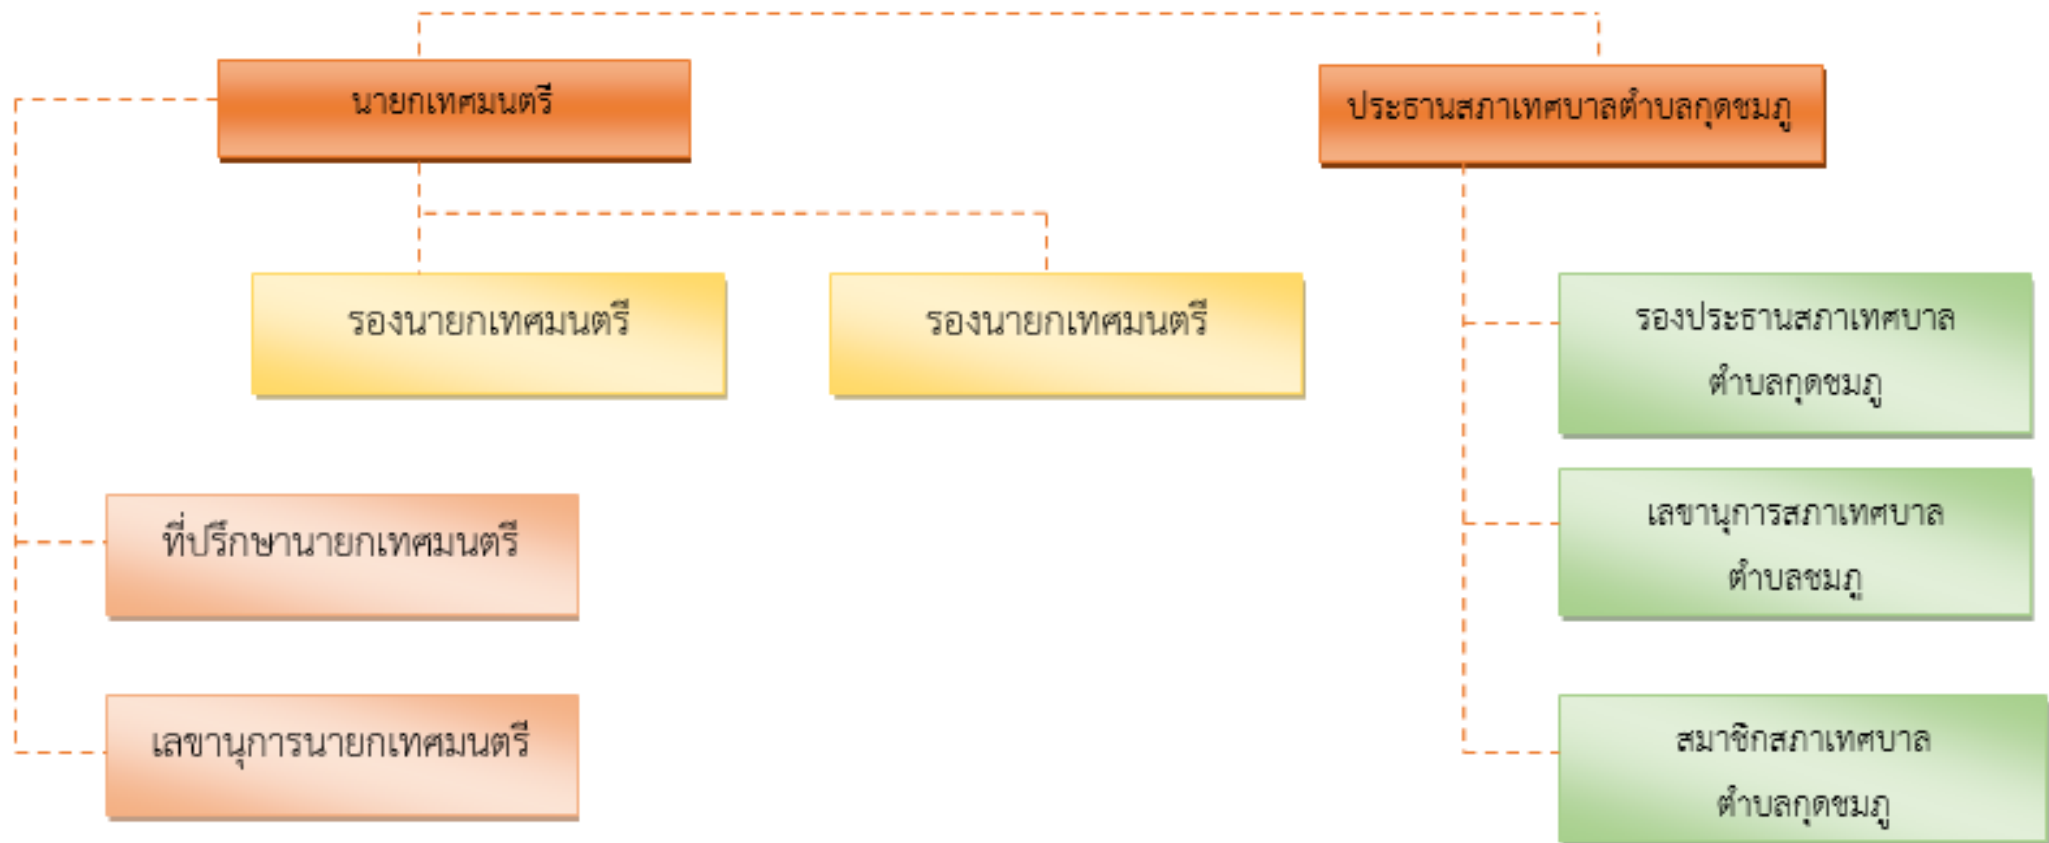 นายกเทศมนตรี
ประธานสภาเทศบาลตำบลกุดชมภู
รองนายกเทศมนตรี
รองนายกเทศมนตรี
รองประธานสภาเทศบาล
ตำบลกุดชมภู
ที่ปรึกษานายกเทศมนตรี
เลขานุการสภาเทศบาล
ตำบลชมภู
เลขานุการนายกเทศมนตรี
สมาชิกสภาเทศบาล
ตำบลกุดชมภู